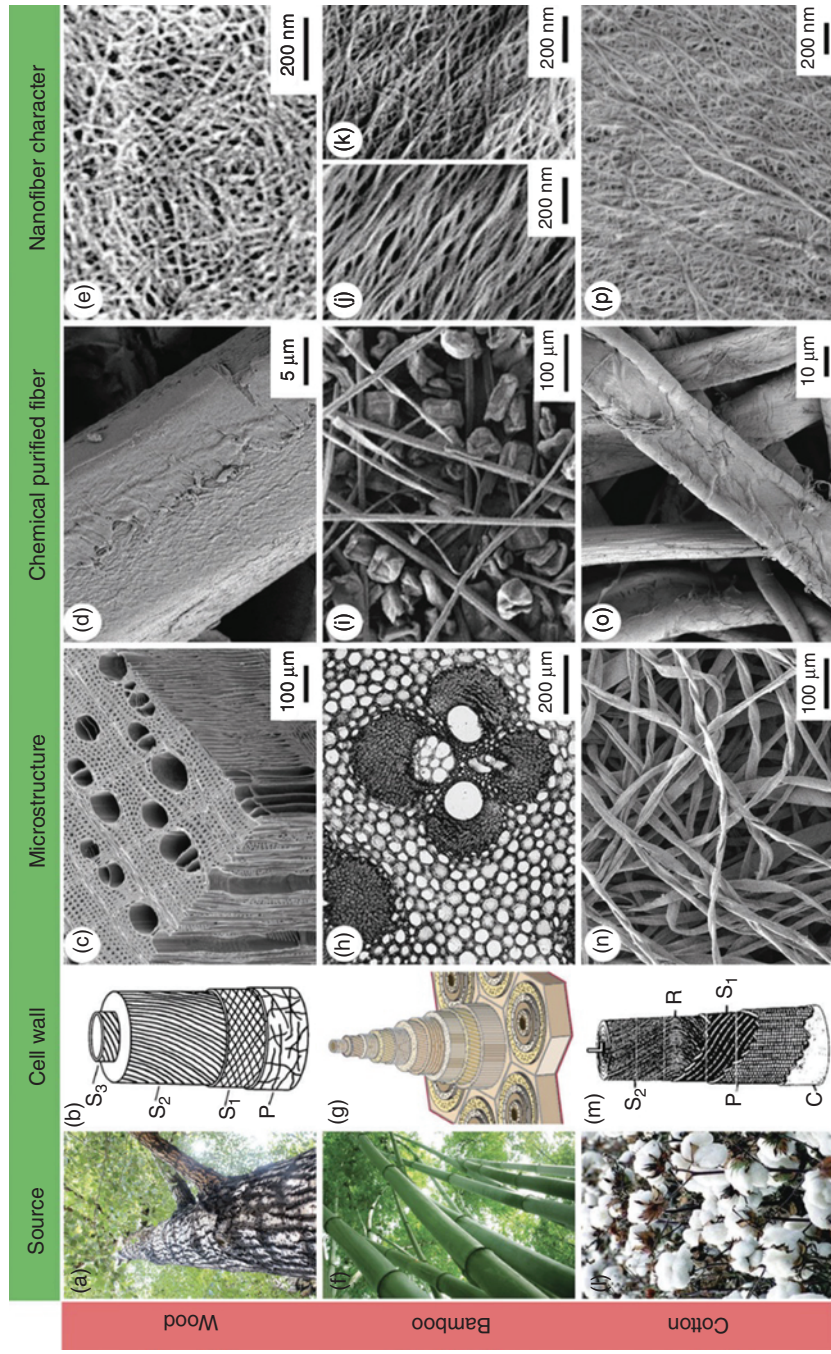 Source
Cell wall
Microstructure
Chemical purified fiber
Nanofiber character
Wood
(a)
(b)
S3
S2
S1
P
(c)
100 μm
(d)
5 μm
(e)
200 nm
Bamboo
(f)
(g)
(h)
200 μm
(i)
100 μm
(j)
200 nm
(k)
200 nm
Cotton
(l)
(m)
S2
R
P
S1
C
(n)
100 μm
(o)
10 μm
(p)
200 nm